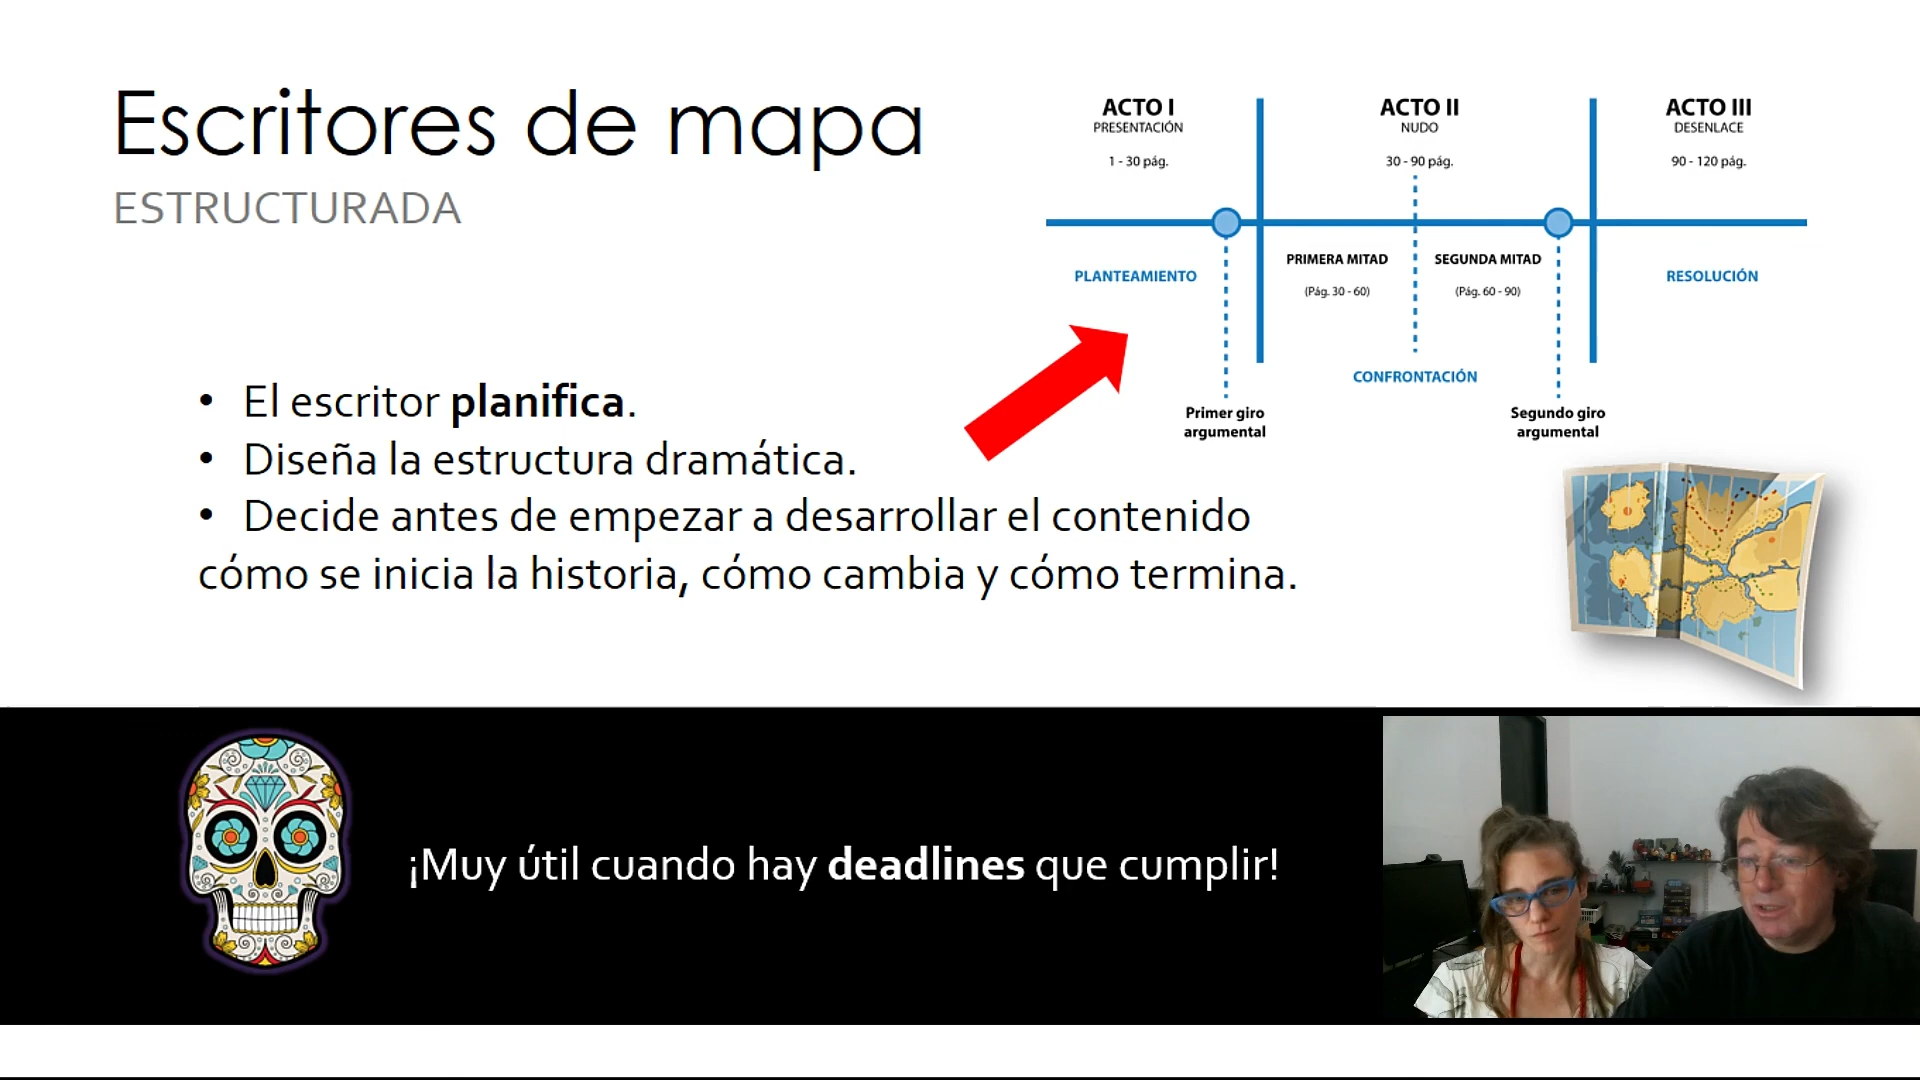 Escritores de mapa
ESTRUCTURADA
ACTO I
PRESENTACIÓN
1 - 30 pág.
ACTO II
NUDO
30 - 90 pág.
ACTO III
DESENLACE
90 - 120 pág.
PLANTEAMIENTO
PRIMERA MITAD
(Pág. 30 - 60)
SEGUNDA MITAD
(Pág. 60 - 90)
RESOLUCIÓN
CONFRONTACIÓN
Primer giro
argumental
Segundo giro
argumental
• El escritor planifica.
• Diseña la estructura dramática.
• Decide antes de empezar a desarrollar el contenido
cómo se inicia la historia, cómo cambia y cómo termina.
¡Muy útil cuando hay deadlines que cumplir!